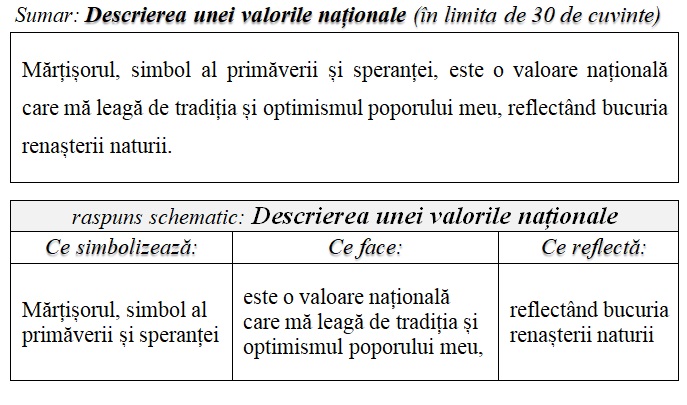 Sumar: Descrierea unei valorile naționale (în limita de 30 de cuvinte)
Mărțișorul, simbol al primăverii și speranței, este o valoare națională
care mă leagă de tradiția și optimismul poporului meu, reflectând bucuria
renașterii naturii.
raspuns schematic: Descrierea unei valorile naționale
Ce simbolizează:
Ce face:
Ce reflectă:
Mărțișorul, simbol al
primăverii și speranței
este o valoare națională
care mă leagă de tradiția și
optimismul poporului meu,
reflectând bucuria
renașterii naturii